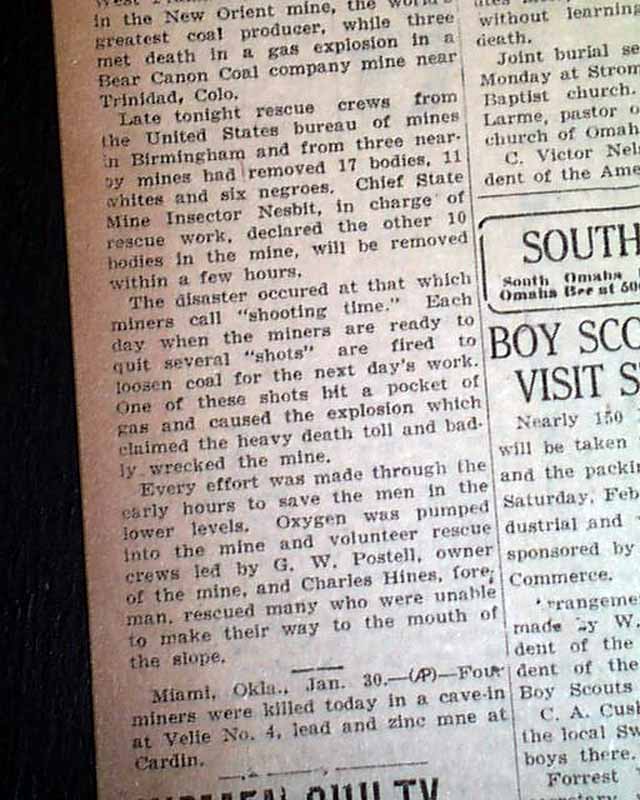 in the New Orient mine, the world's
greatest coal producer, while three
met death in a gas explosion in a
Bear Canon Coal company mine near
Trinidad, Colo.
Late tonight rescue crews from
the United States bureau of mines
in Birmingham and from three near-
by mines had removed 17 bodies, 11
whites and six negroes. Chief State
Mine Insector Nesbit, in charge of
rescue work, declared the other 10
bodies in the mine, will be removed
within a few hours.
The disaster occured at that which
miners call "shooting time." Each
day when the miners are ready to
quit several "shots" are fired to
loosen coal for the next day's work.
One of these shots hit a pocket of
gas and caused the explosion which
claimed the heavy death toll and bad-
ly wrecked the mine.
Every effort was made through the
early hours to save the men in the
lower levels. Oxygen was pumped
into the mine and volunteer rescue
crews led by G. W. Postell, owner
of the mine, and Charles Hines, fore-
man, rescued many who were unable
to make their way to the mouth of
the slope.
Miami, Okla., Jan. 30.—(AP)—Four
miners were killed today in a cave-in
at Velie No. 4, lead and zinc mne at
Cardin.
without learning
death.
Joint burial se
Monday at Strom
Baptist church.
Larme, pastor o
church of Omah
C. Victor Nels
dent of the Ame
SOUTH
South Omaha
Omaha Bee at 50
BOY SCO
VISIT S
Nearly 150
will be taken
and the packin
Saturday, Feb
dustrial and
sponsored by
Commerce.
rrangeme
made by W.
dent of the
dent of the
Boy Scouts
C. A. Cush
the local Sw
boys there.
Forrest